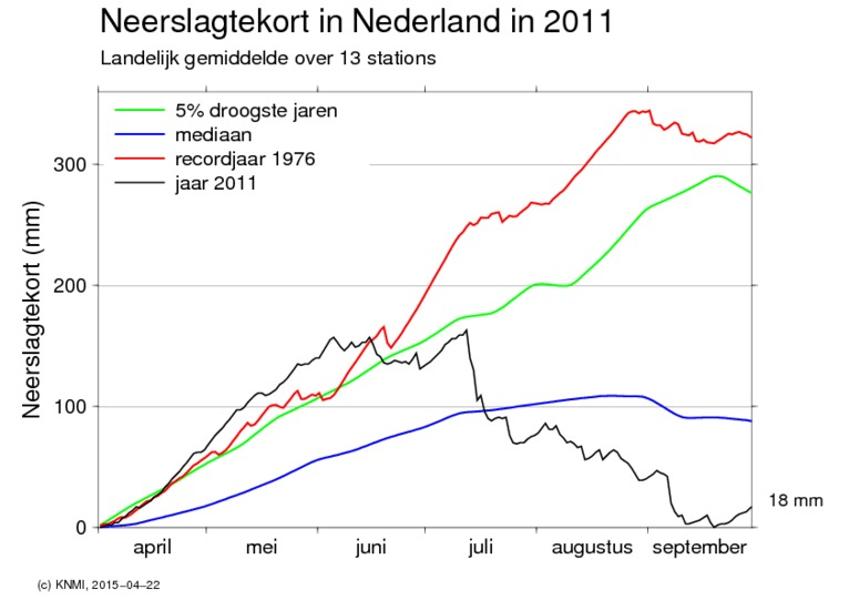 Neerslagtekort in Nederland in 2011
Landelijk gemiddelde over 13 stations
5% droogste jaren
mediaan
recordjaar 1976
jaar 2011
Neerslagtekort (mm)
300
200
100
0
18 mm
april mei juni juli augustus september
(c) KNMI, 2015−04−22